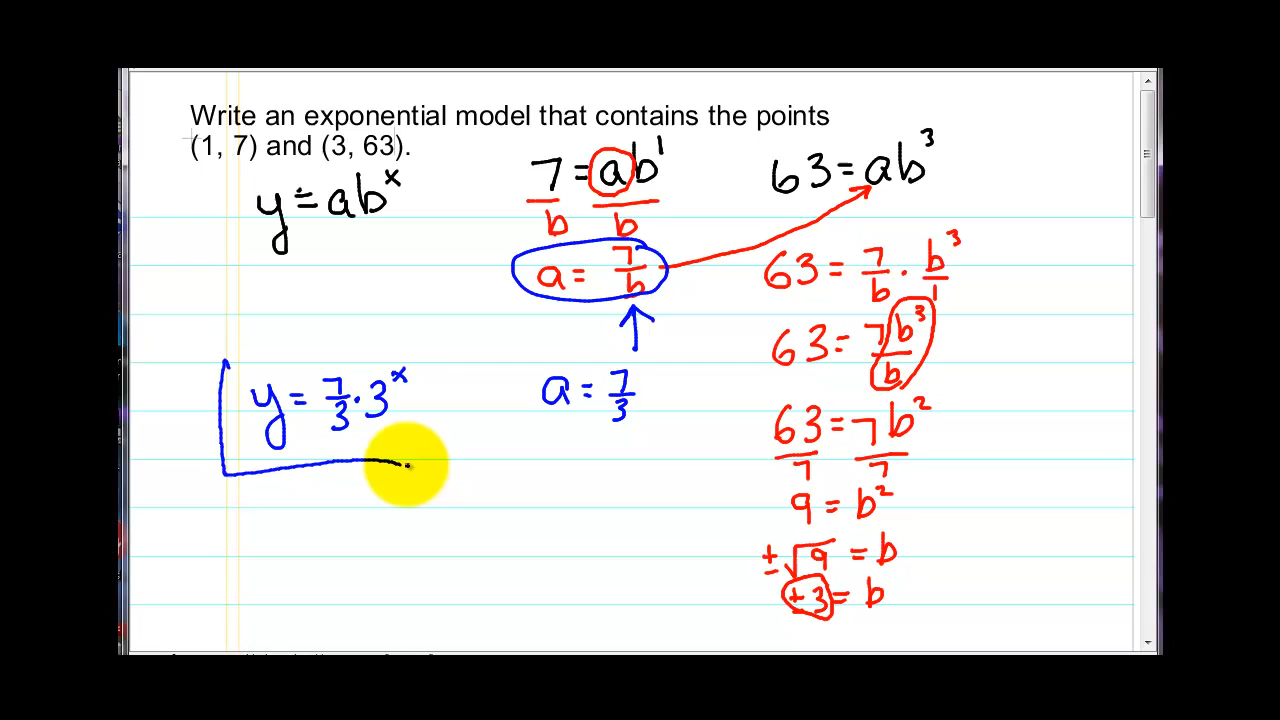 Write an exponential model that contains the points
(1, 7) and (3, 63).
y = ab^x
7 = ab^1
b b
a = 7/b
a = 7/3
y = 7/3 · 3^x
63 = ab^3
63 = 7/b · b^3/1
63 = 7b^3/b
63 = 7b^2
7 7
9 = b^2
± √9 = b
±3 = b